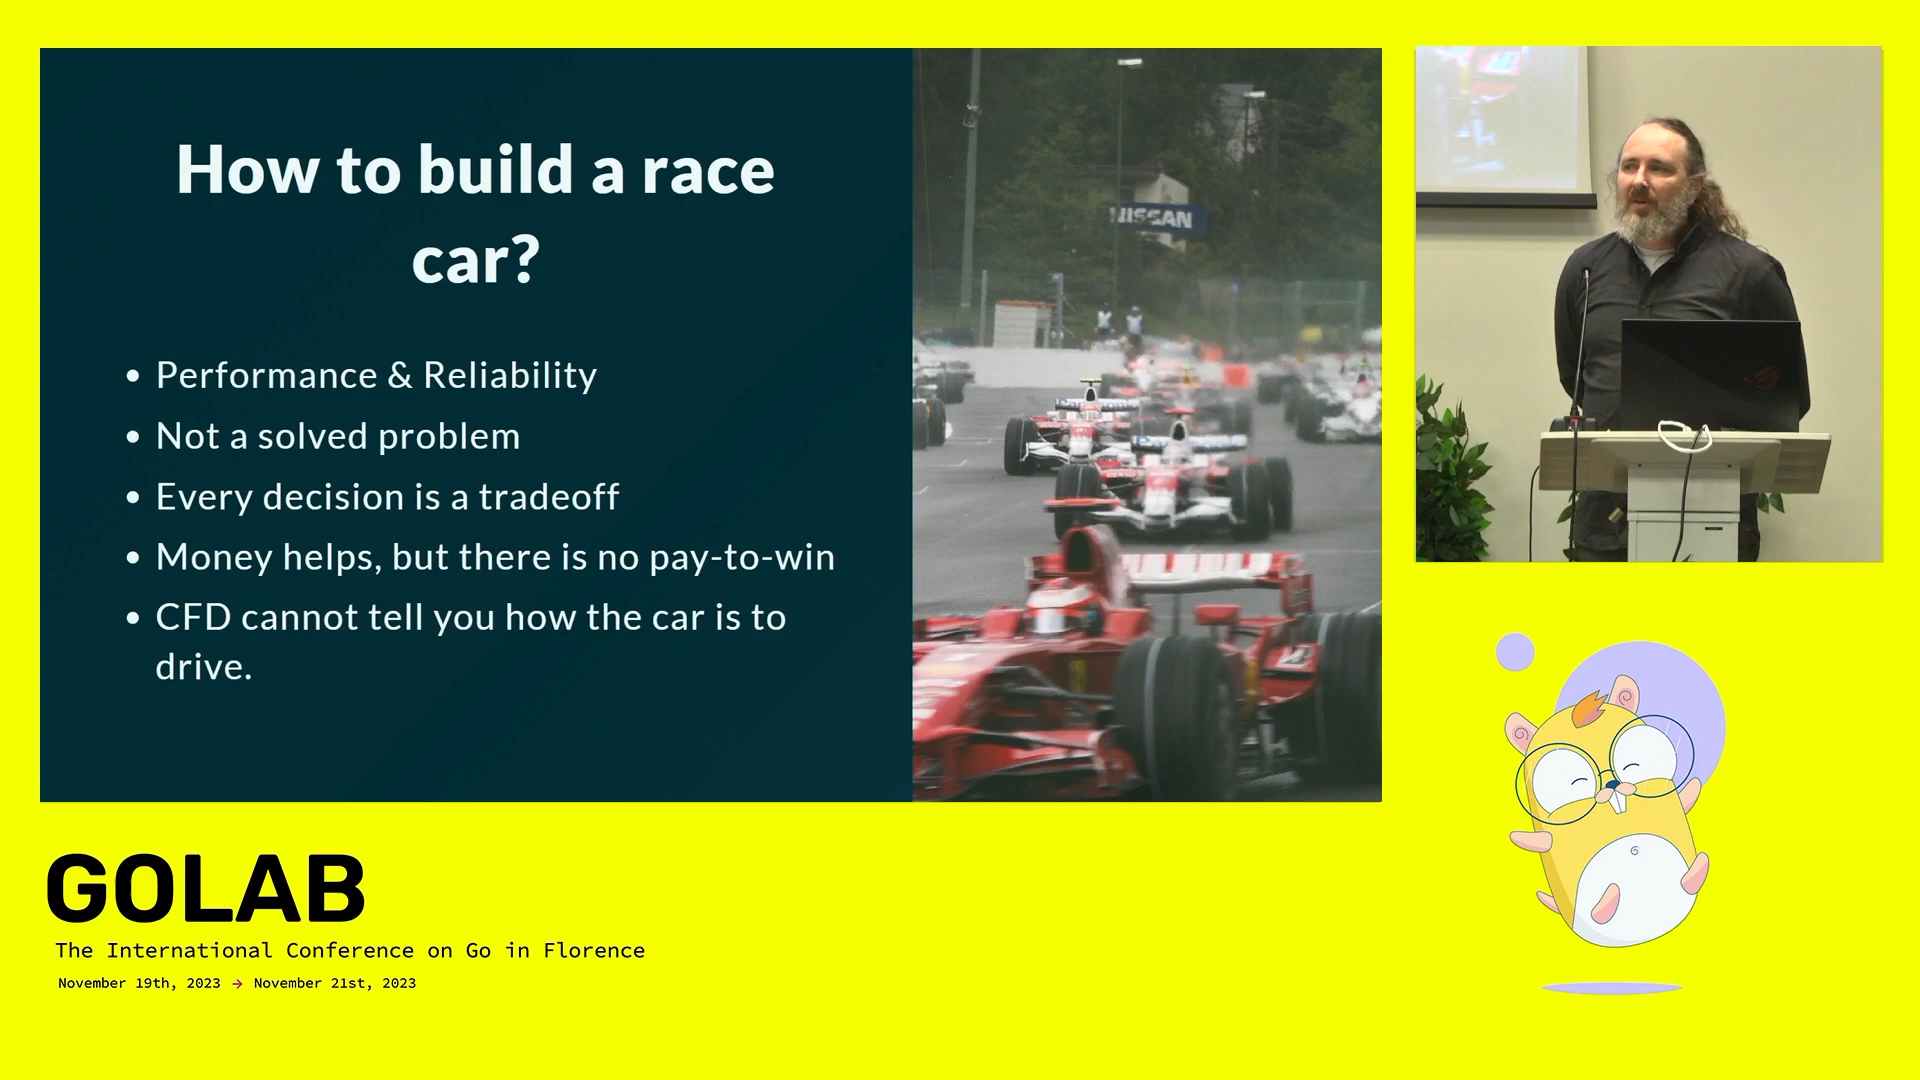 How to build a race
car?
• Performance & Reliability
• Not a solved problem
• Every decision is a tradeoff
• Money helps, but there is no pay-to-win
• CFD cannot tell you how the car is to
drive.
NISSAN
GOLAB
The International Conference on Go in Florence
November 19th, 2023 → November 21st, 2023